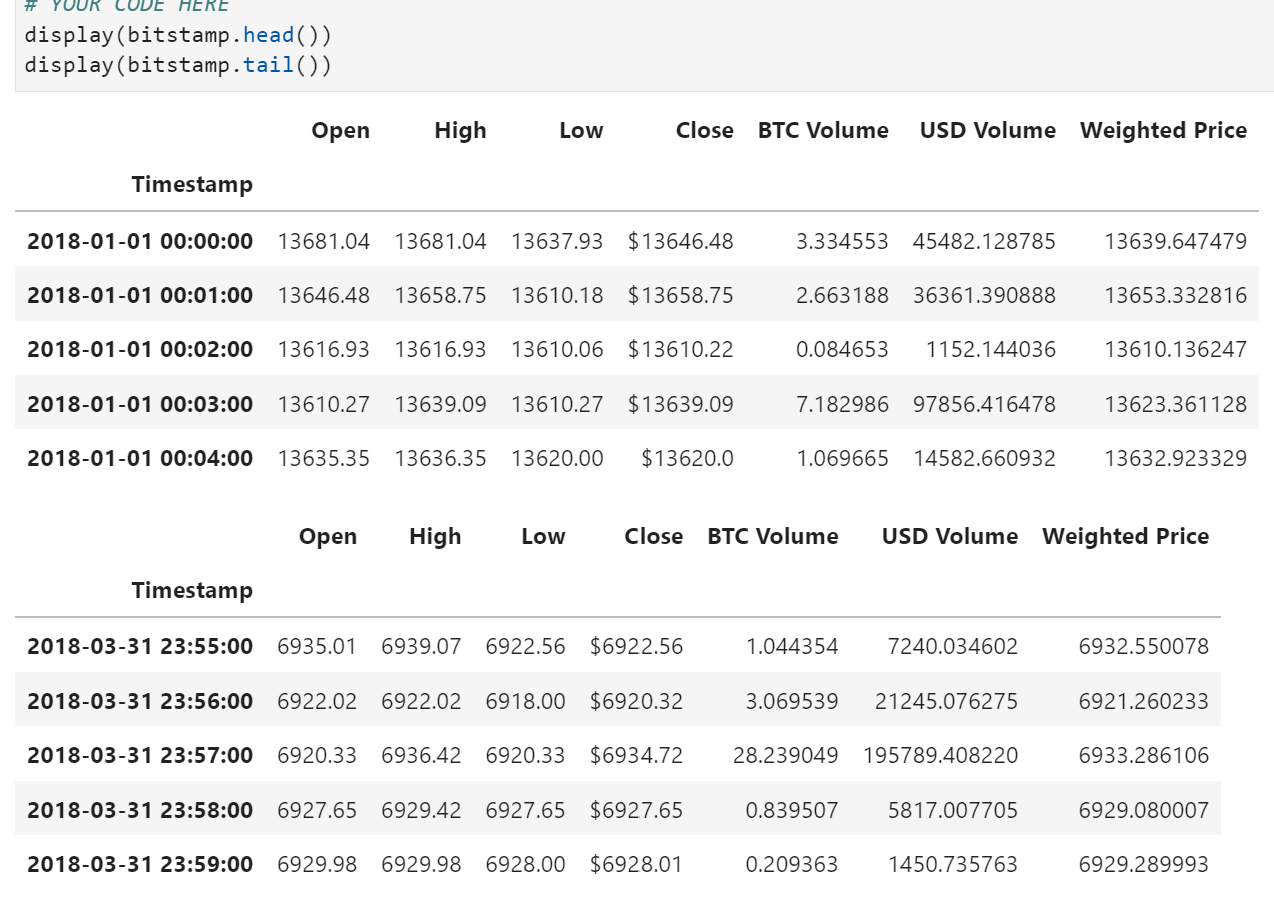 # YOUR CODE HERE
display(bitstamp.head())
display(bitstamp.tail())
Open High Low Close BTC Volume USD Volume Weighted Price
Timestamp
2018-01-01 00:00:00 13681.04 13681.04 13637.93 $13646.48 3.334553 45482.128785 13639.647479
2018-01-01 00:01:00 13646.48 13658.75 13610.18 $13658.75 2.663188 36361.390888 13653.332816
2018-01-01 00:02:00 13616.93 13616.93 13610.06 $13610.22 0.084653 1152.144036 13610.136247
2018-01-01 00:03:00 13610.27 13639.09 13610.27 $13639.09 7.182986 97856.416478 13623.361128
2018-01-01 00:04:00 13635.35 13636.35 13620.00 $13620.0 1.069665 14582.660932 13632.923329
Open High Low Close BTC Volume USD Volume Weighted Price
Timestamp
2018-03-31 23:55:00 6935.01 6939.07 6922.56 $6922.56 1.044354 7240.034602 6932.550078
2018-03-31 23:56:00 6922.02 6922.02 6918.00 $6920.32 3.069539 21245.076275 6921.260233
2018-03-31 23:57:00 6920.33 6936.42 6920.33 $6934.72 28.239049 195789.408220 6933.286106
2018-03-31 23:58:00 6927.65 6929.42 6927.65 $6927.65 0.839507 5817.007705 6929.080007
2018-03-31 23:59:00 6929.98 6929.98 6928.00 $6928.01 0.209363 1450.735763 6929.289993